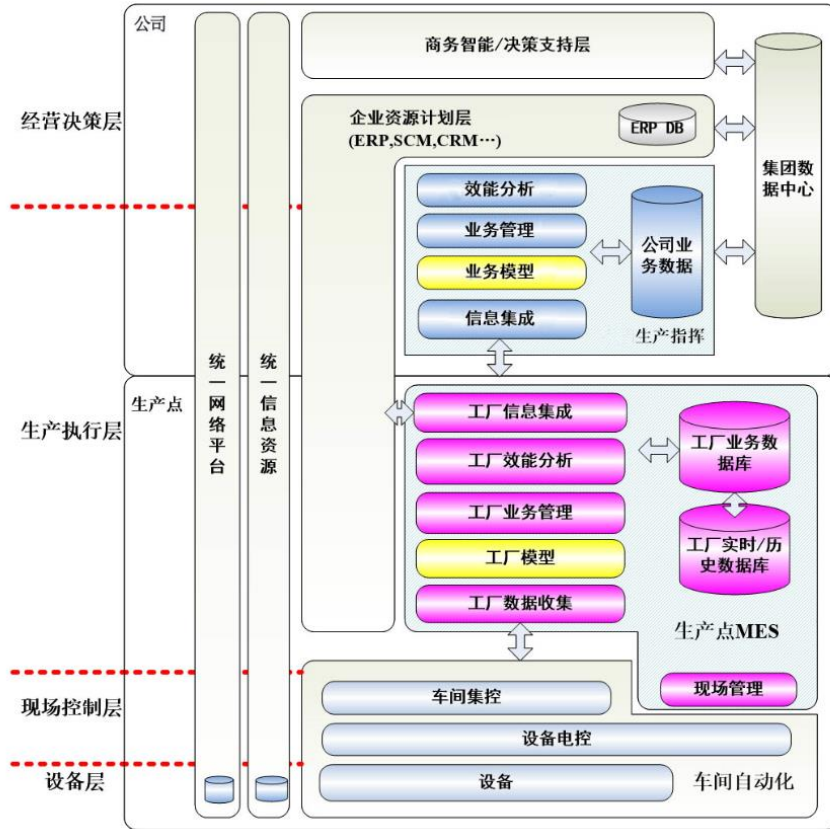 公司
商务智能/决策支持层
经营决策层
企业资源计划层
(ERP,SCM,CRM…)
ERP DB
集团数
据中心
效能分析
业务管理
业务模型
信息集成
公司业
务数据
生产指挥
统一网络平台
统一信息资源
生产执行层
生产点
工厂信息集成
工厂效能分析
工厂业务管理
工厂模型
工厂数据收集
工厂业务数
据库
工厂实时/历
史数据库
生产点MES
现场管理
现场控制层
车间集控
设备电控
设备层
设备
车间自动化